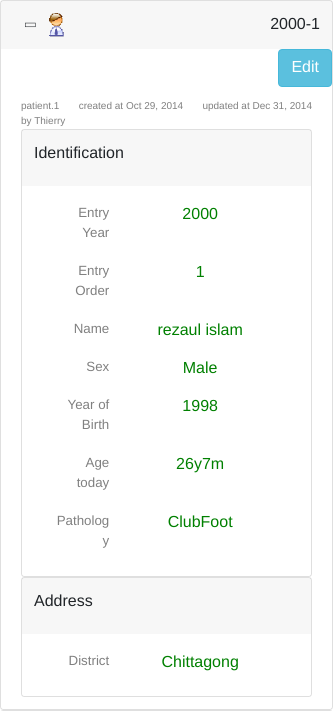 2000-1
Edit
patient.1 created at Oct 29, 2014 updated at Dec 31, 2014
by Thierry
Identification
Entry 2000
Year
Entry 1
Order
Name rezaul islam
Sex Male
Year of 1998
Birth
Age 26y7m
today
Patholog ClubFoot
y
Address
District Chittagong